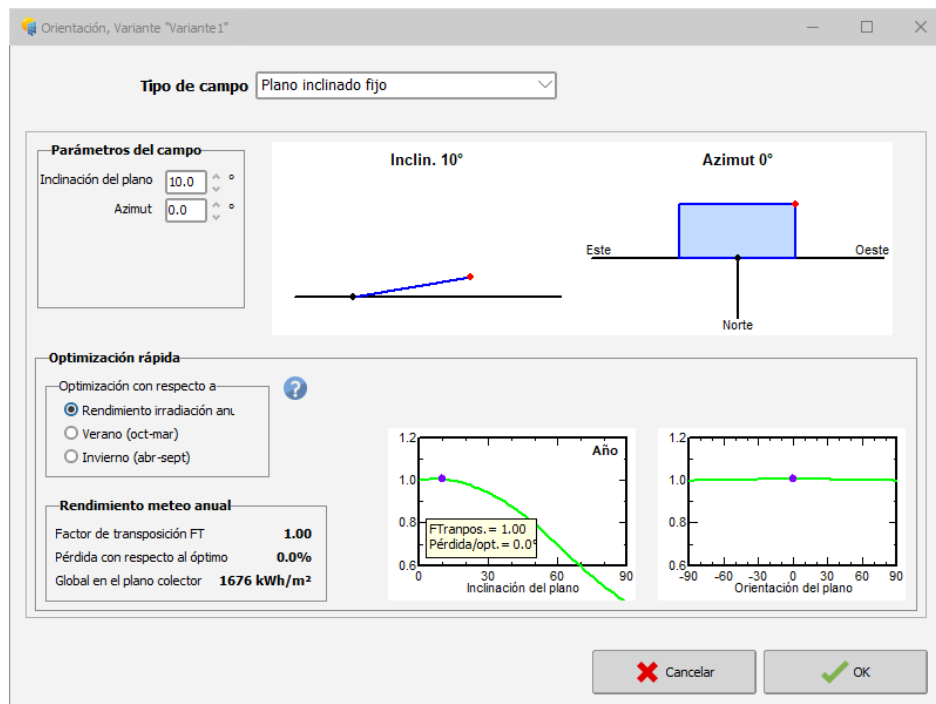 Orientación, Variante "Variante1"
Tipo de campo Plano inclinado fijo
Parámetros del campo
Inclinación del plano 10.0 °
Azimut 0.0 °
Inclin. 10°
Azimut 0°
Este
Oeste
Norte
Optimización rápida
Optimización con respecto a
Rendimiento irradiación anu
Verano (oct-mar)
Invierno (abr-sept)
?
Rendimiento meteo anual
Factor de transposición FT 1.00
Pérdida con respecto al óptimo 0.0%
Global en el plano colector 1676 kWh/m²
1.2
1.0
0.8
0.6
Año
FTranpos.= 1.00
Pérdida/opt.= 0.0°
0 30 60 90
Inclinación del plano
1.2
1.0
0.8
0.6
-90 -60 -30 0 30 60 90
Orientación del plano
Cancelar
OK